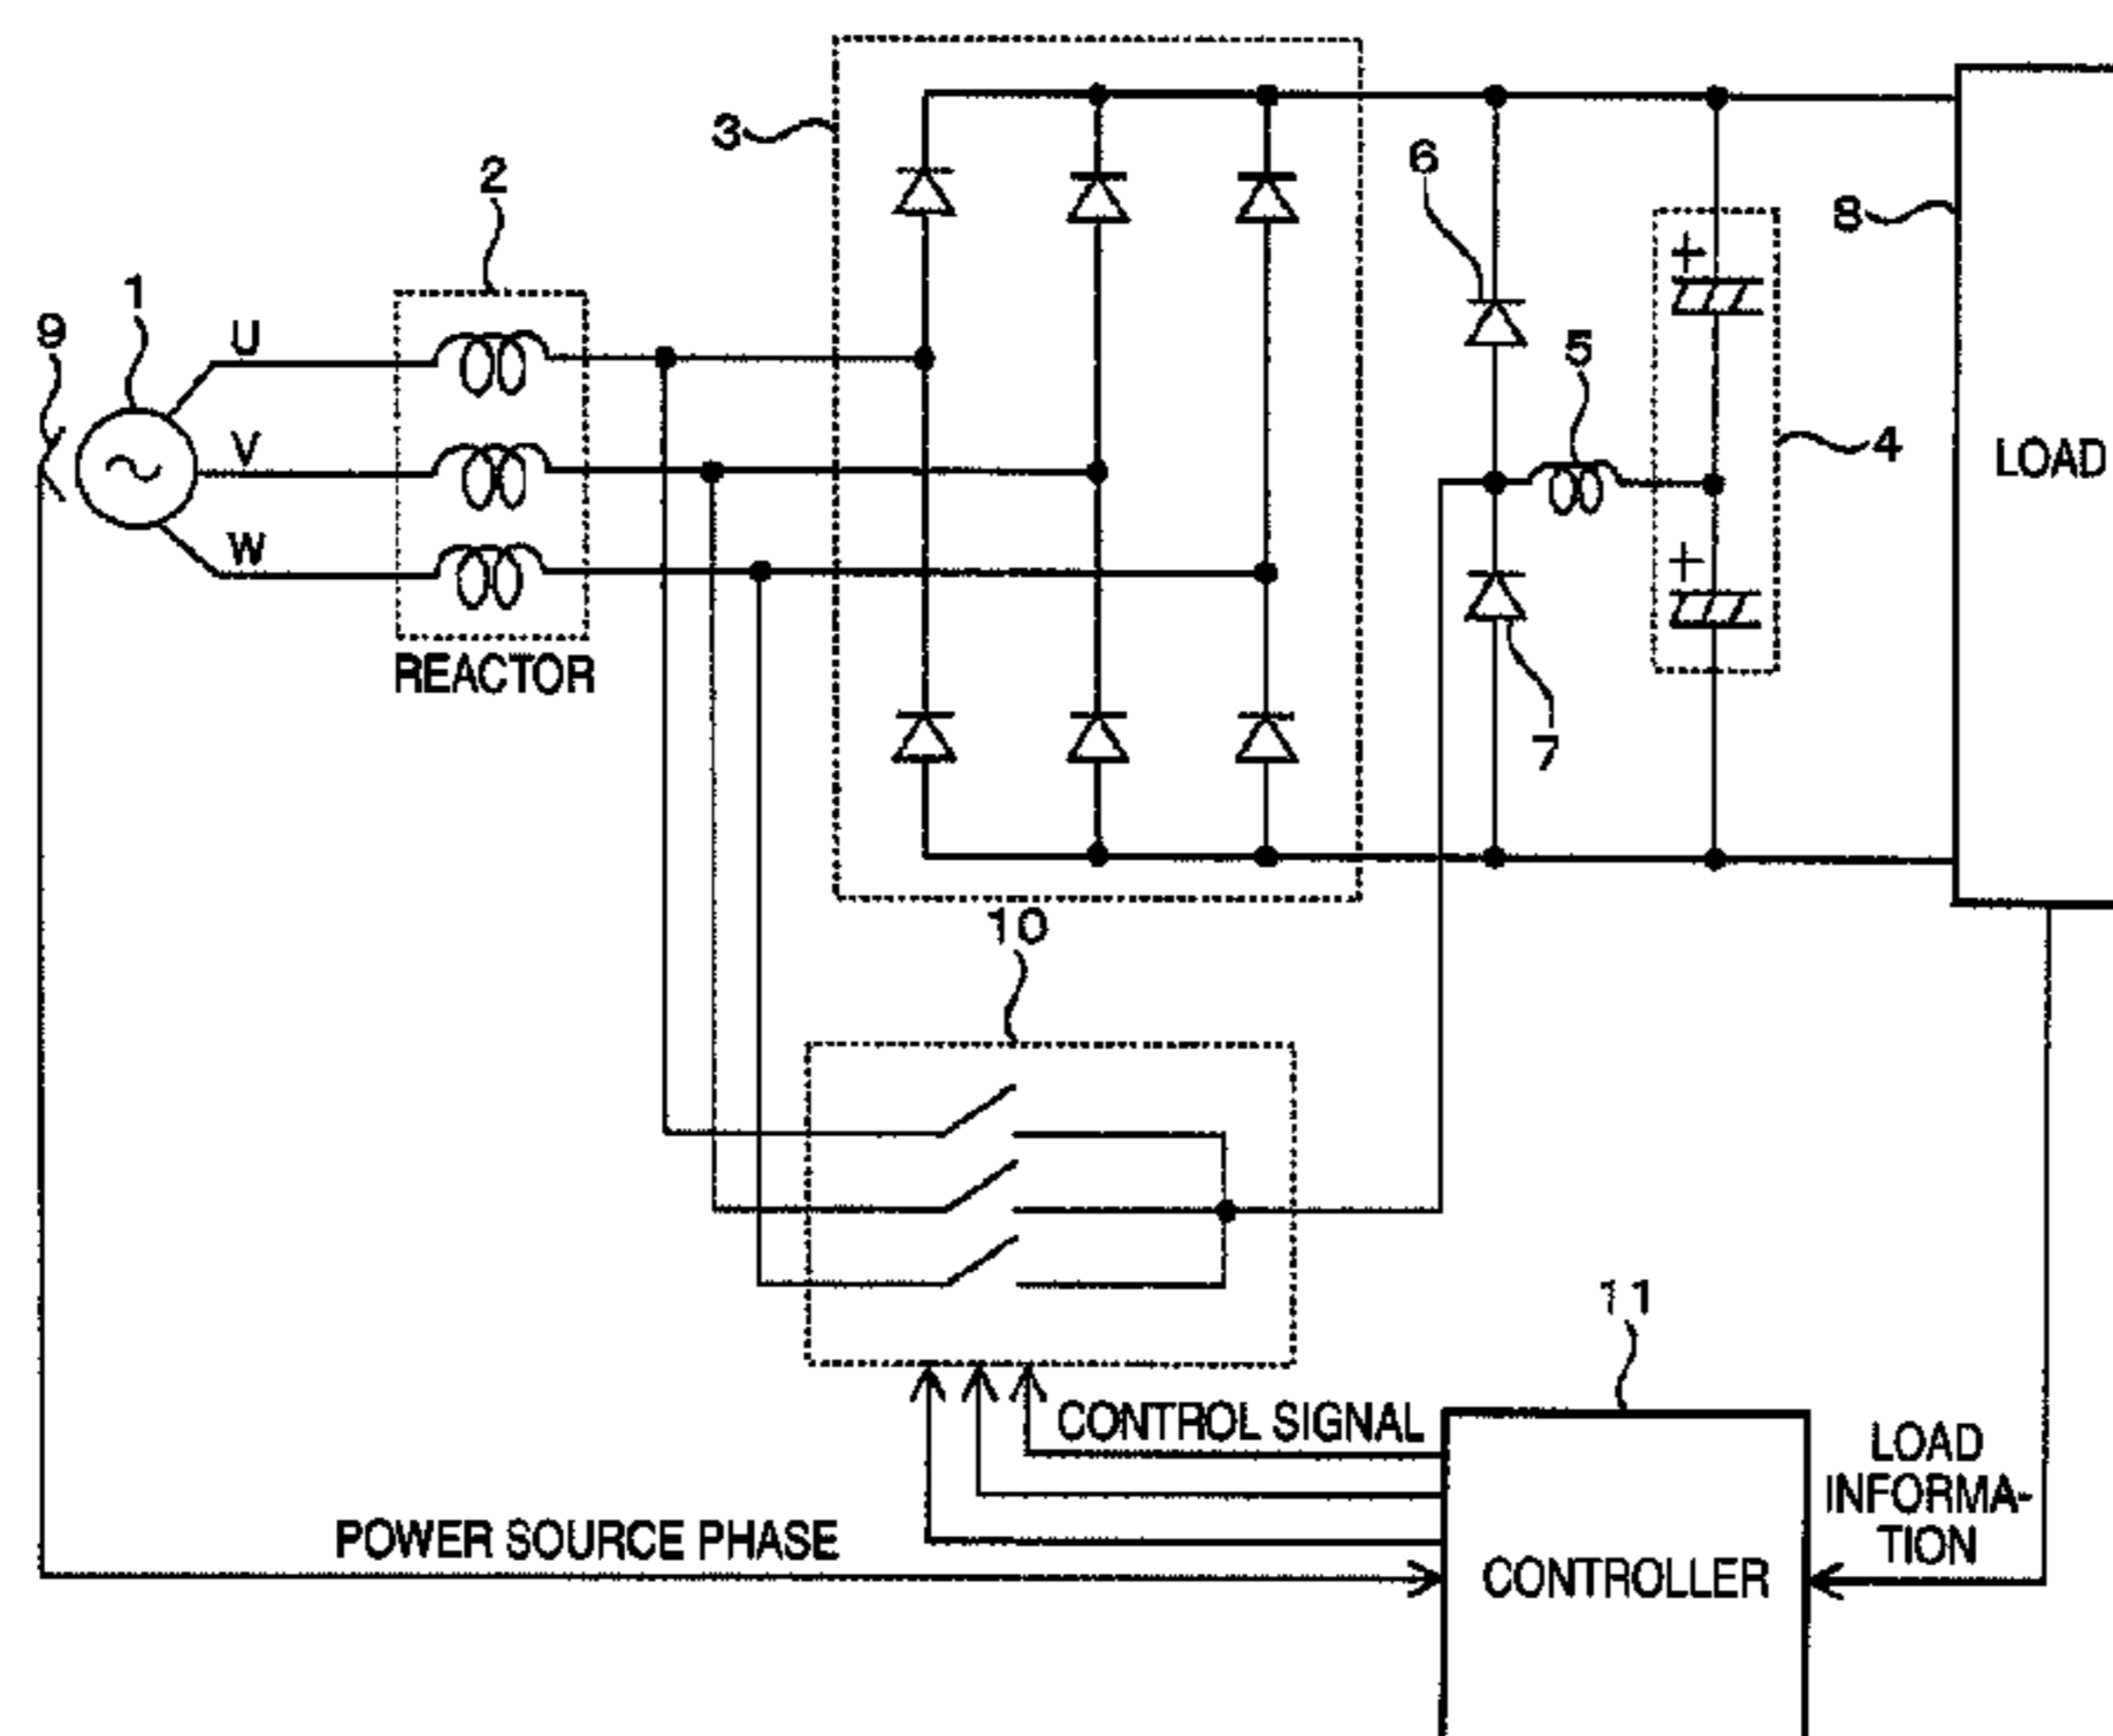 3
6
8
2
1
9
U
5
V
4
LOAD
W
REACTOR
7
10
11
CONTROL SIGNAL
LOAD
INFORMA-
TION
POWER SOURCE PHASE
CONTROLLER